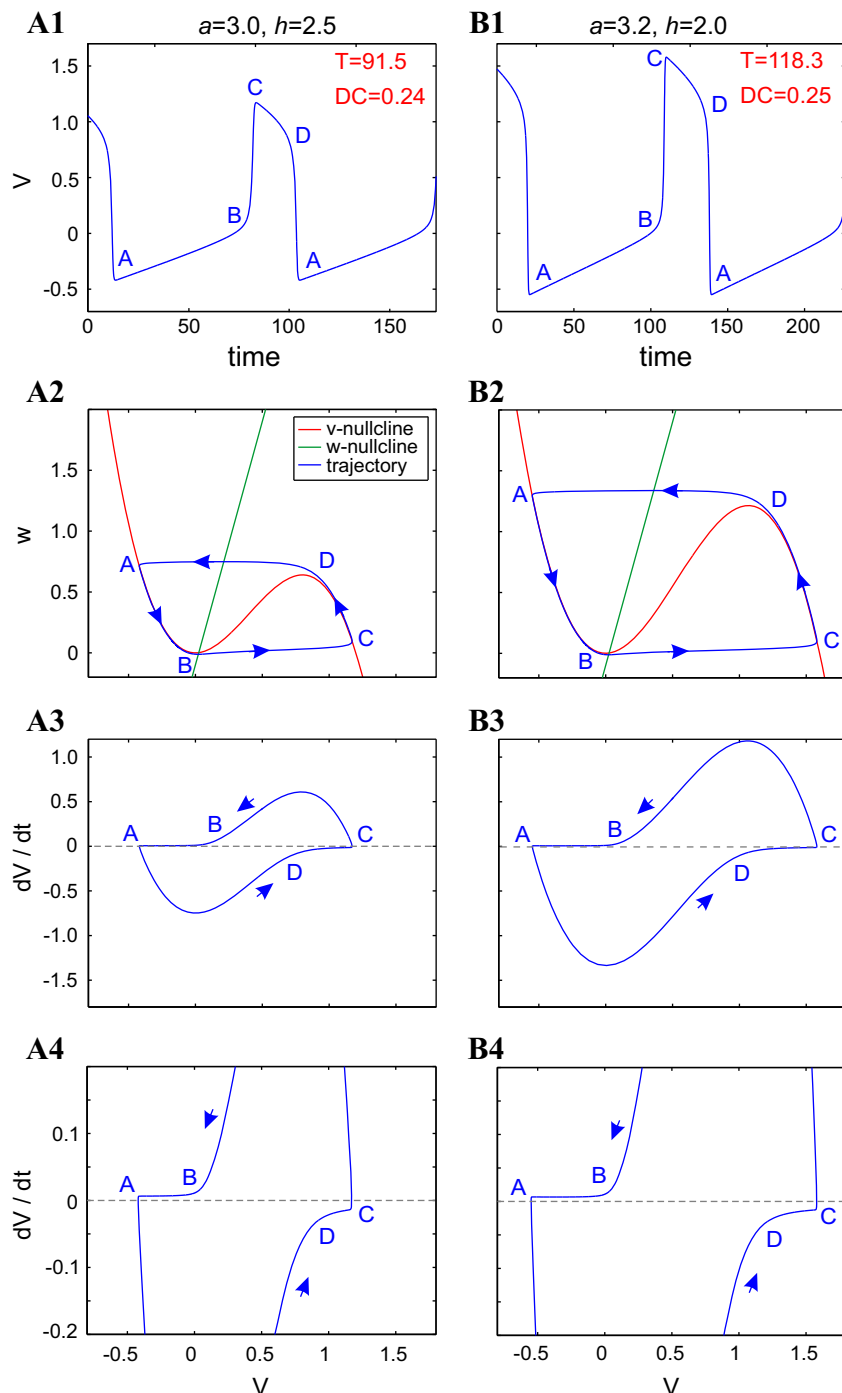 A1
a=3.0, h=2.5
B1
a=3.2, h=2.0
1.5
1.0
0.5
0
-0.5
V
T=91.5
DC=0.24
C
D
B
A
A
0
50
100
150
time
T=118.3
DC=0.25
C
D
B
A
A
0
50
100
150
200
time
A2
B2
1.5
1.0
0.5
0
w
v-nullcline
w-nullcline
trajectory
A
D
C
B
A
D
C
B
A3
B3
1.0
0.5
0
-0.5
-1.0
-1.5
dV / dt
A
B
C
D
A
B
C
D
A4
B4
0.1
0
-0.1
-0.2
dV / dt
A
B
C
D
-0.5
0
0.5
1
1.5
V
A
B
C
D
-0.5
0
0.5
1
1.5
V